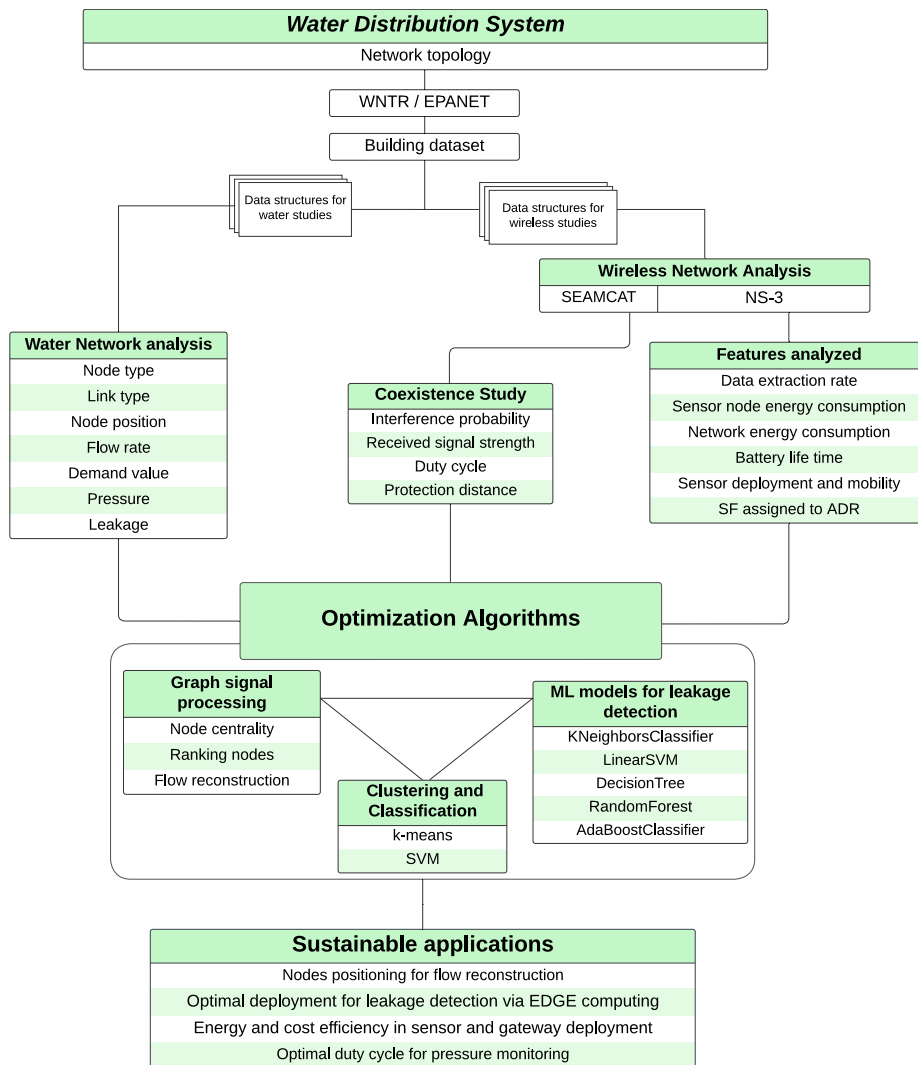 Water Distribution System
Network topology
WNTR / EPANET
Building dataset
Data structures for
water studies
Data structures for
wireless studies
Wireless Network Analysis
SEAMCAT
NS-3
Water Network analysis
Node type
Link type
Node position
Flow rate
Demand value
Pressure
Leakage
Coexistence Study
Interference probability
Received signal strength
Duty cycle
Protection distance
Features analyzed
Data extraction rate
Sensor node energy consumption
Network energy consumption
Battery life time
Sensor deployment and mobility
SF assigned to ADR
Optimization Algorithms
Graph signal
processing
Node centrality
Ranking nodes
Flow reconstruction
Clustering and
Classification
k-means
SVM
ML models for leakage
detection
KNeighborsClassifier
LinearSVM
DecisionTree
RandomForest
AdaBoostClassifier
Sustainable applications
Nodes positioning for flow reconstruction
Optimal deployment for leakage detection via EDGE computing
Energy and cost efficiency in sensor and gateway deployment
Optimal duty cycle for pressure monitoring